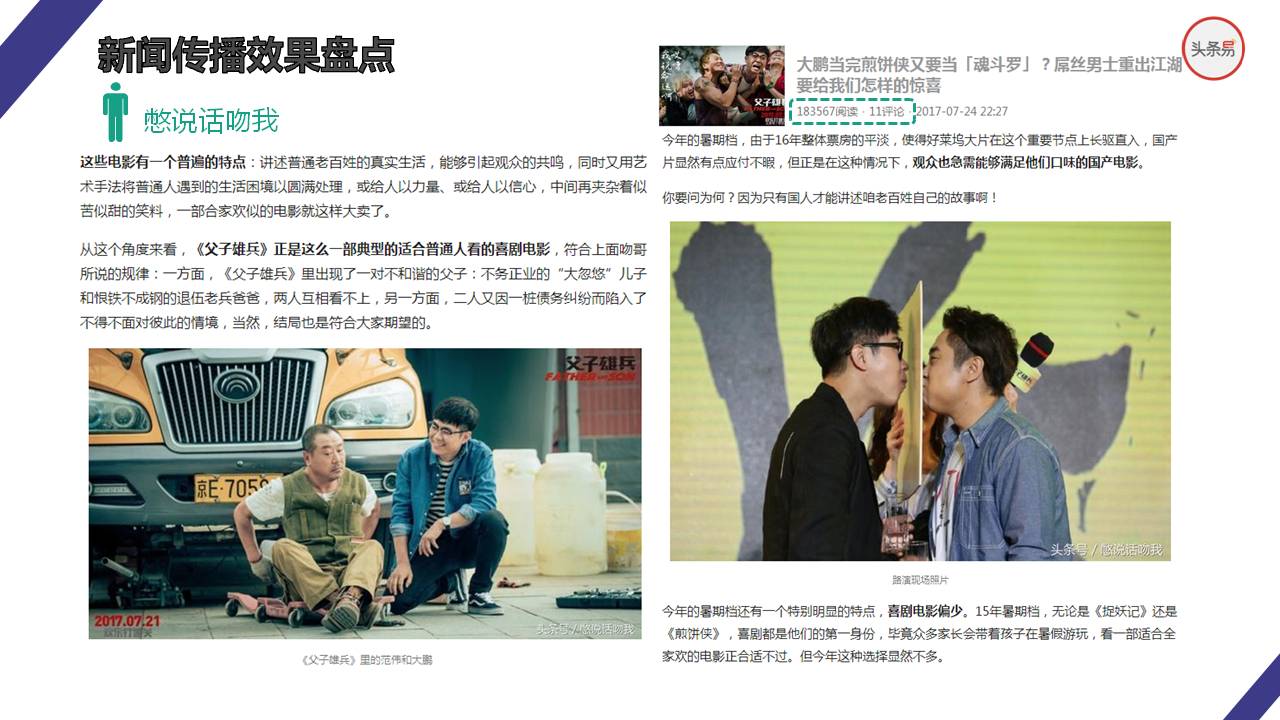 新闻传播效果盘点
憋说话吻我
这些电影有一个普遍的特点：讲述普通老百姓的真实生活，能够引起观众的共鸣，同时又用艺
术手法将普通人遇到的生活困境以圆满处理，或给人以力量、或给人以信心，中间再夹杂着似
苦似甜的笑料，一部合家欢似的电影就这样大卖了。
从这个角度来看，《父子雄兵》正是这么一部典型的适合普通人看的喜剧电影，符合上面吻哥
所说的规律：一方面，《父子雄兵》里出现了一对不和谐的父子：不务正业的“大忽悠”儿子
和恨铁不成钢的退伍老兵爸爸，两人互相看不上，另一方面，二人又因一桩债务纠纷而陷入了
不得不面对彼此的情境，当然，结局也是符合大家期望的。
父子雄兵
FATHER AND SON
京E·7059
2017.07.21
头条号 / 憋说话吻我
《父子雄兵》里的范伟和大鹏
头条易
父子雄兵
大鹏当完煎饼侠又要当「魂斗罗」？屌丝男士重出江湖
要给我们怎样的惊喜
183567阅读 · 11评论 · 2017-07-24 22:27
今年的暑期档，由于16年整体票房的平淡，使得好莱坞大片在这个重要节点上长驱直入，国产
片显然有点应付不暇，但正是在这种情况下，观众也急需能够满足他们口味的国产电影。
你要问为何？因为只有国人才能讲述咱老百姓自己的故事啊！
头条号 / 憋说话吻我
路演现场照片
今年的暑期档还有一个特别明显的特点，喜剧电影偏少。15年暑期档，无论是《捉妖记》还是
《煎饼侠》，喜剧都是他们的第一身份，毕竟众多家长会带着孩子在暑假游玩，看一部适合全
家欢的电影正合适不过。但今年这种选择显然不多。